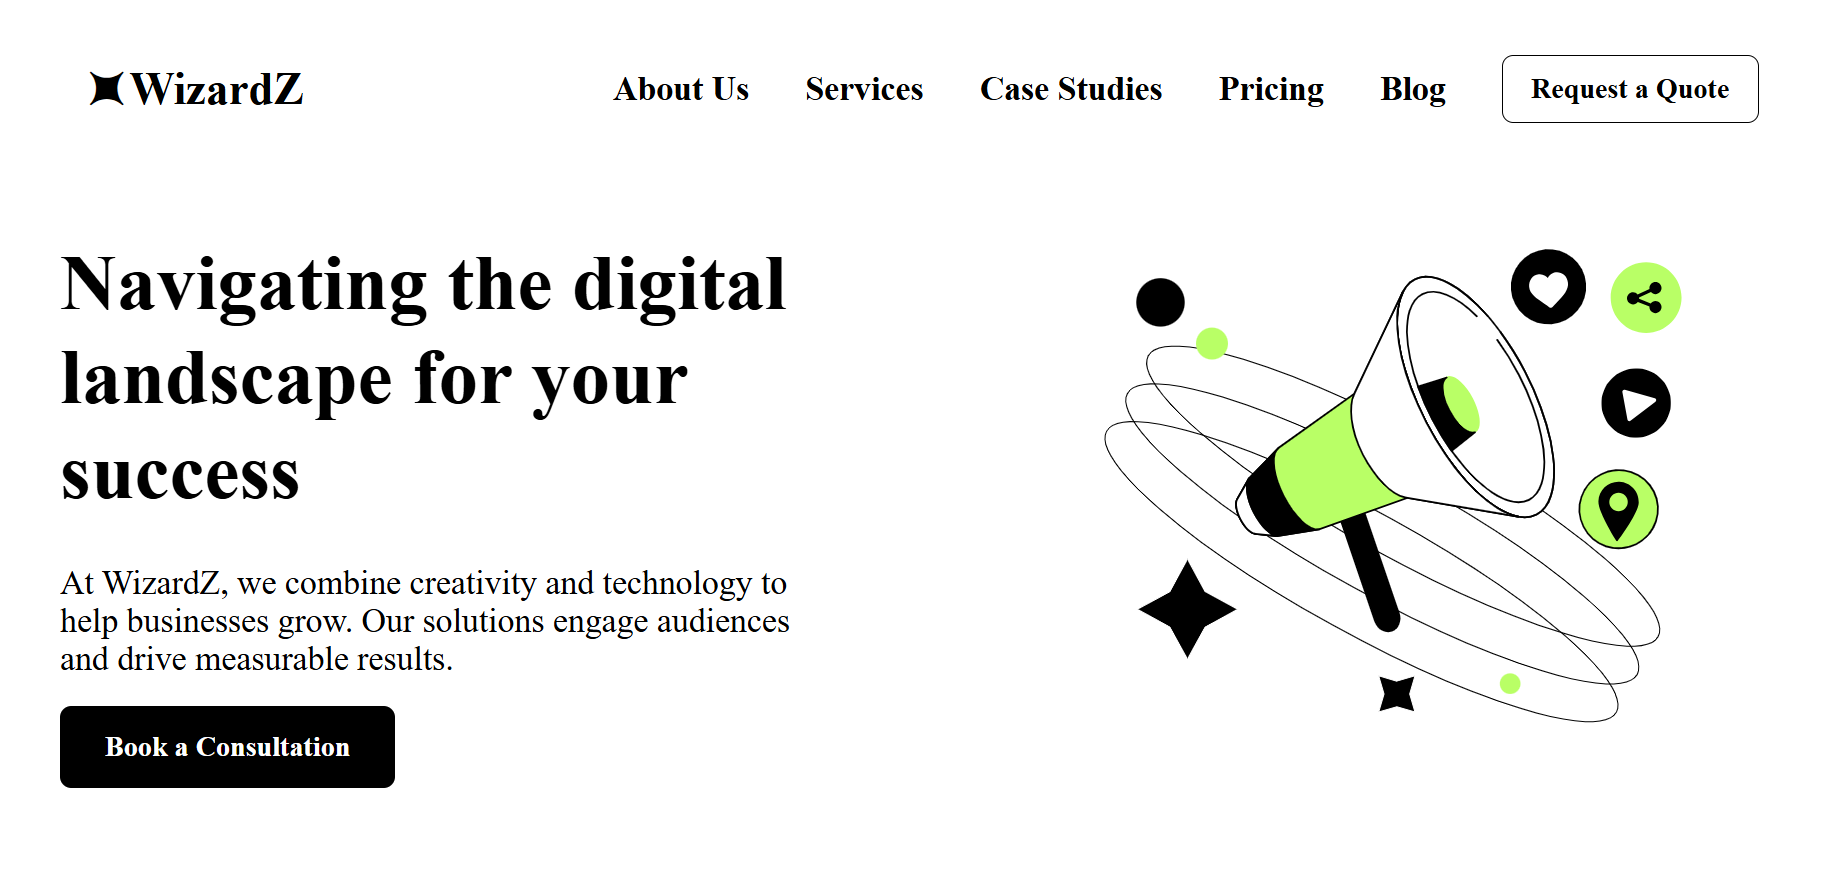 WizardZ
About Us
Services
Case Studies
Pricing
Blog
Request a Quote
Navigating the digital
landscape for your
success
At WizardZ, we combine creativity and technology to
help businesses grow. Our solutions engage audiences
and drive measurable results.
Book a Consultation